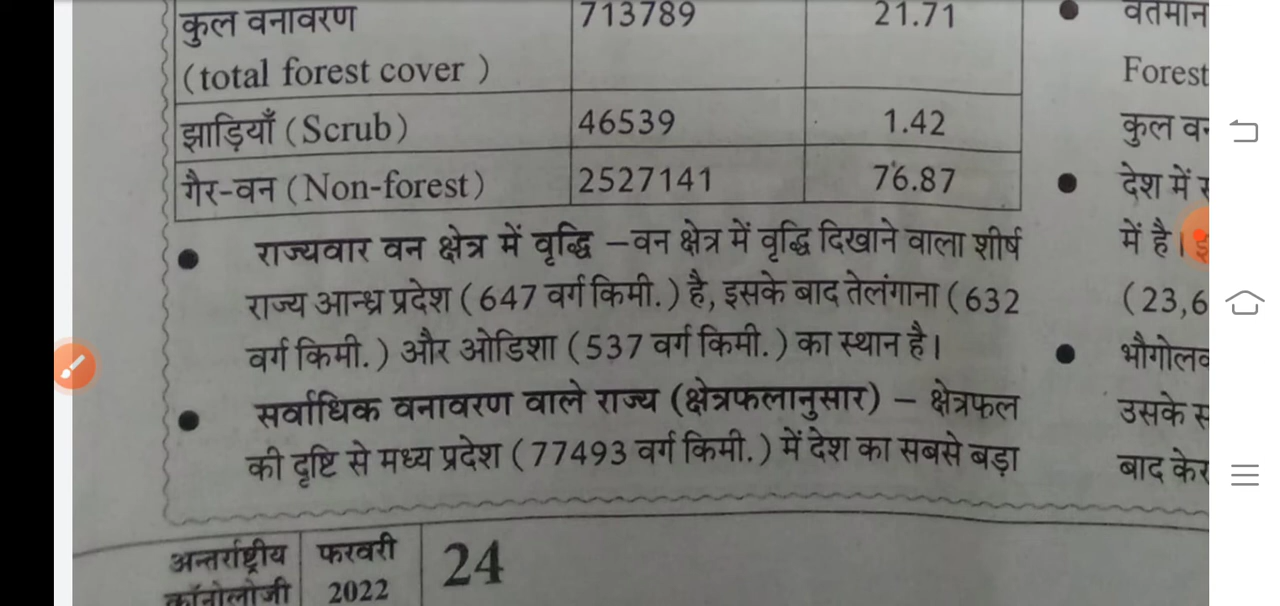 कुल वनावरण 713789 21.71
(total forest cover )
झाड़ियाँ (Scrub) 46539 1.42
गैर-वन (Non-forest) 2527141 76.87
● राज्यवार वन क्षेत्र में वृद्धि –वन क्षेत्र में वृद्धि दिखाने वाला शीर्ष
राज्य आन्ध्र प्रदेश (647 वर्ग किमी.) है, इसके बाद तेलंगाना (632
वर्ग किमी.) और ओडिशा (537 वर्ग किमी.) का स्थान है।
● सर्वाधिक वनावरण वाले राज्य (क्षेत्रफलानुसार) – क्षेत्रफल
की दृष्टि से मध्य प्रदेश (77493 वर्ग किमी.) में देश का सबसे बड़ा
● वर्तमान
Forest
कुल
● देश में
में है।
(23,6
●
उसके
बाद
अन्तर्राष्ट्रीय फरवरी 24
2022